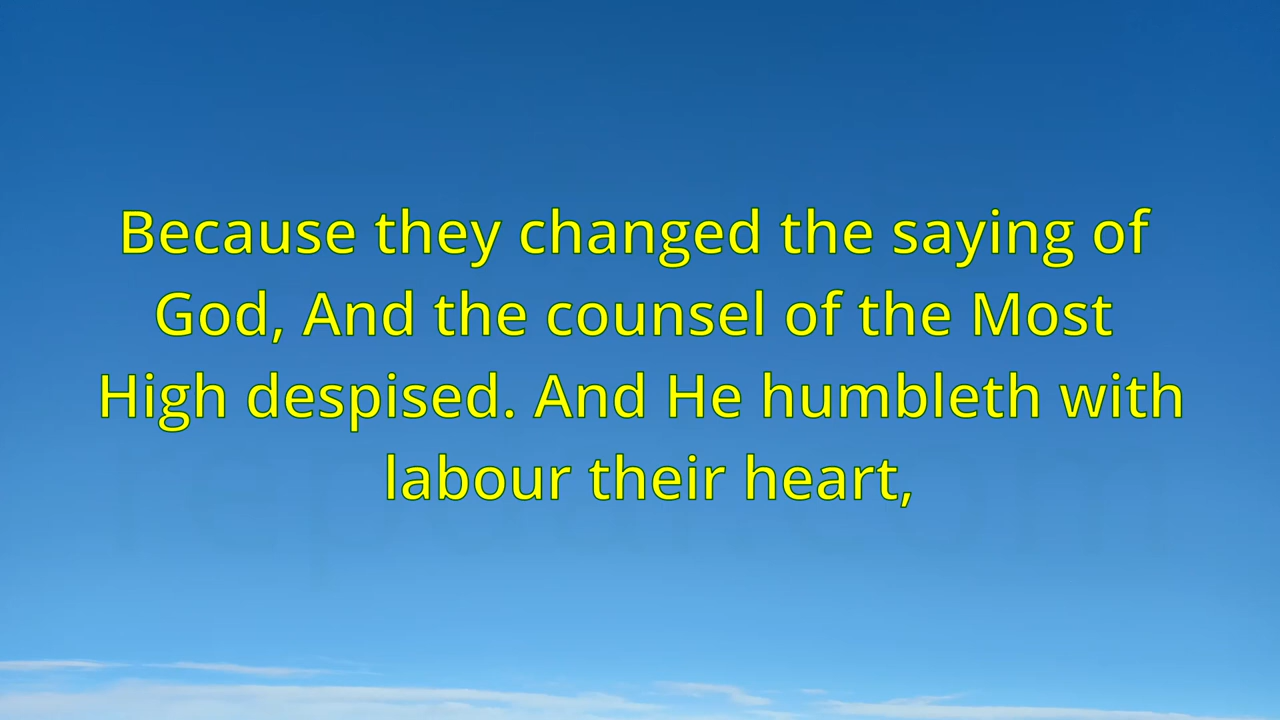 Because they changed the saying of
God, And the counsel of the Most
High despised. And He humbleth with
labour their heart,